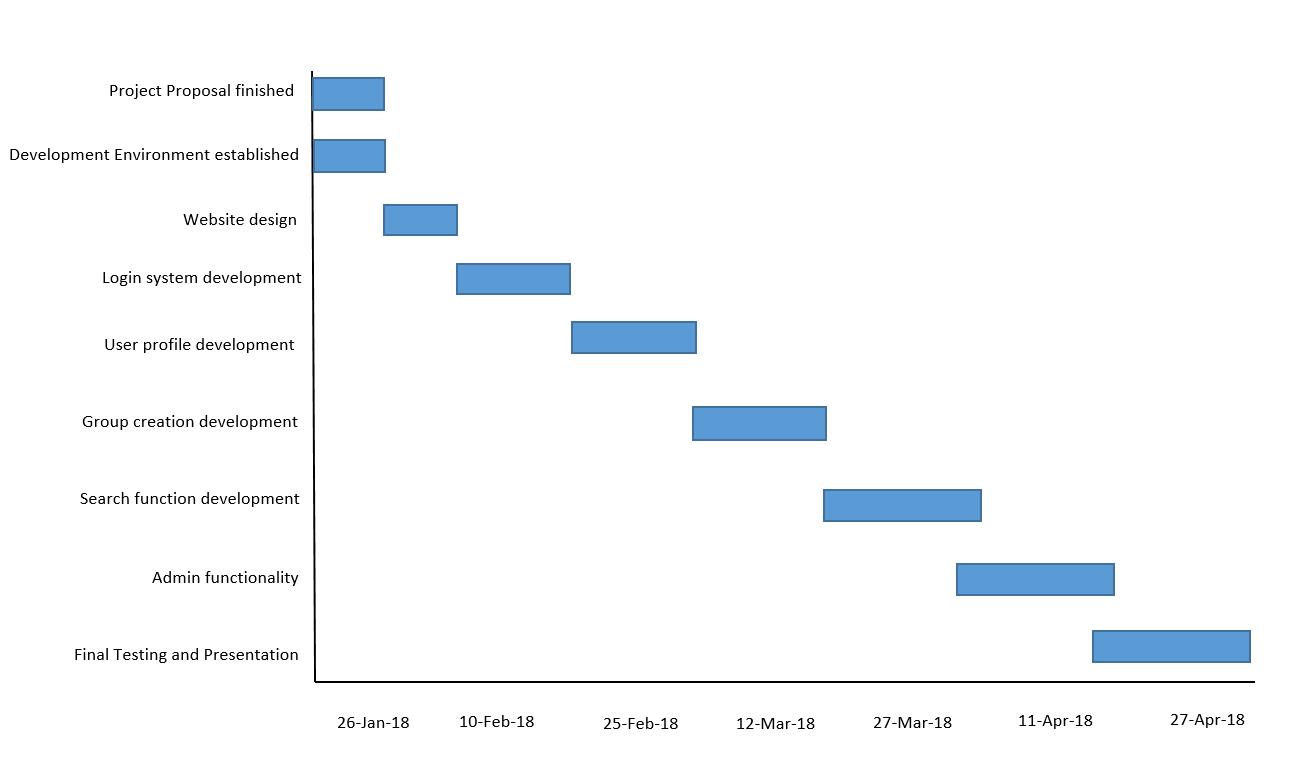 Project Proposal finished
Development Environment established
Website design
Login system development
User profile development
Group creation development
Search function development
Admin functionality
Final Testing and Presentation
26-Jan-18 10-Feb-18 25-Feb-18 12-Mar-18 27-Mar-18 11-Apr-18 27-Apr-18